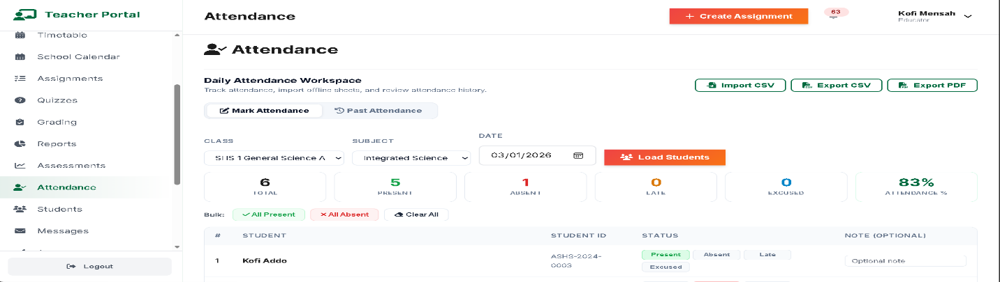 Teacher Portal
Timetable
School Calendar
Assignments
Quizzes
Grading
Reports
Assessments
Attendance
Students
Messages
Logout
Attendance
+ Create Assignment
63
Kofi Mensah
Educator
Attendance
Daily Attendance Workspace
Track attendance, import offline sheets, and review attendance history.
Import CSV
Export CSV
Export PDF
Mark Attendance
Past Attendance
CLASS
SUBJECT
DATE
SHS 1 General Science A
Integrated Science
03/01/2026
Load Students
6
TOTAL
5
PRESENT
1
ABSENT
0
LATE
0
EXCUSED
83%
ATTENDANCE %
Bulk:
All Present
All Absent
Clear All
# STUDENT STUDENT ID STATUS NOTE (OPTIONAL)
1 Kofi Addo
ASHS-2024-
0003
Present Absent Late
Excused
Optional note